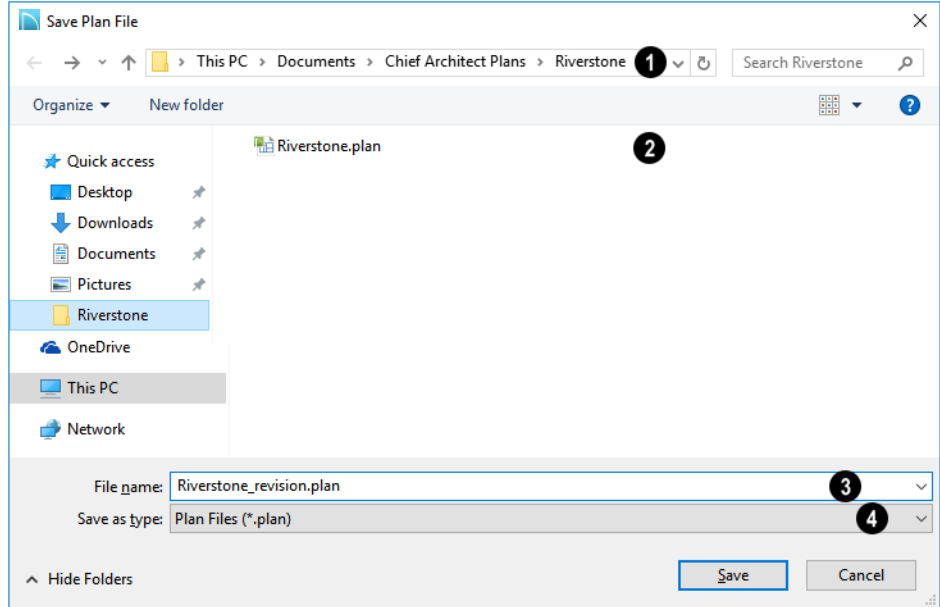 Save Plan File
This PC > Documents > Chief Architect Plans > Riverstone 1 Search Riverstone
Organize New folder ?
Riverstone.plan 2
Quick access
Desktop
Downloads
Documents
Pictures
Riverstone
OneDrive
This PC
Network
File name: Riverstone_revision.plan 3
Save as type: Plan Files (*.plan) 4
Hide Folders Save Cancel